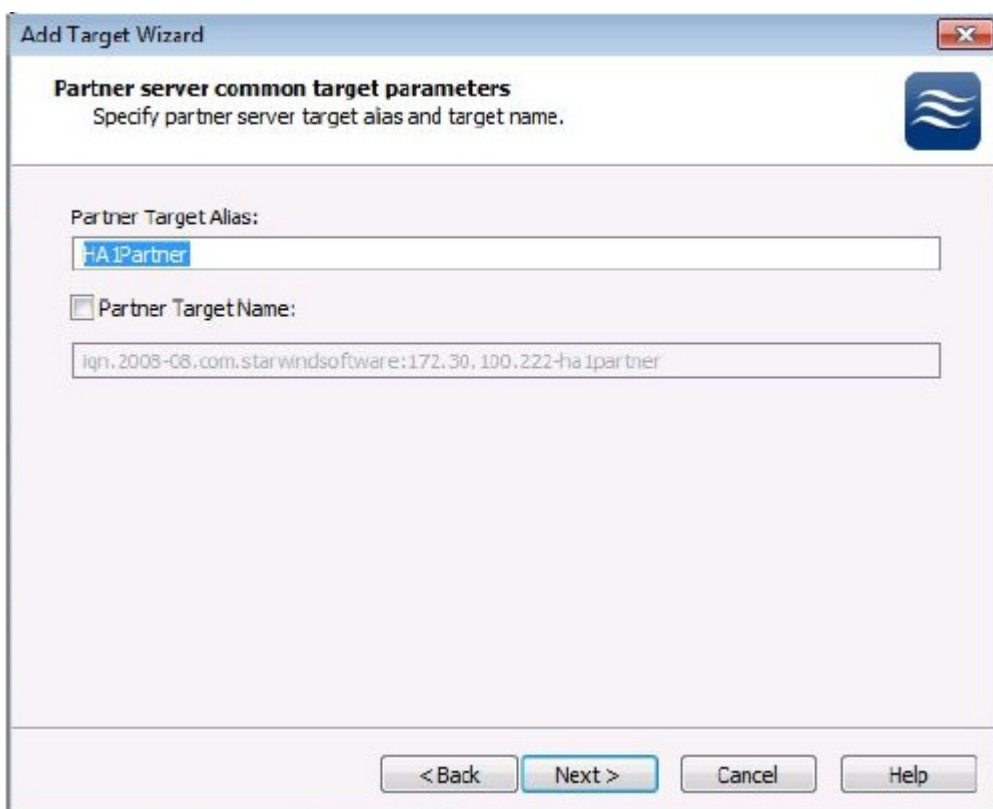 Add Target Wizard
Partner server common target parameters
Specify partner server target alias and target name.
Partner Target Alias:
HA1Partner
Partner Target Name:
iqn.2008-08.com.starwindsoftware:172.30.100.222-ha1partner
< Back Next > Cancel Help